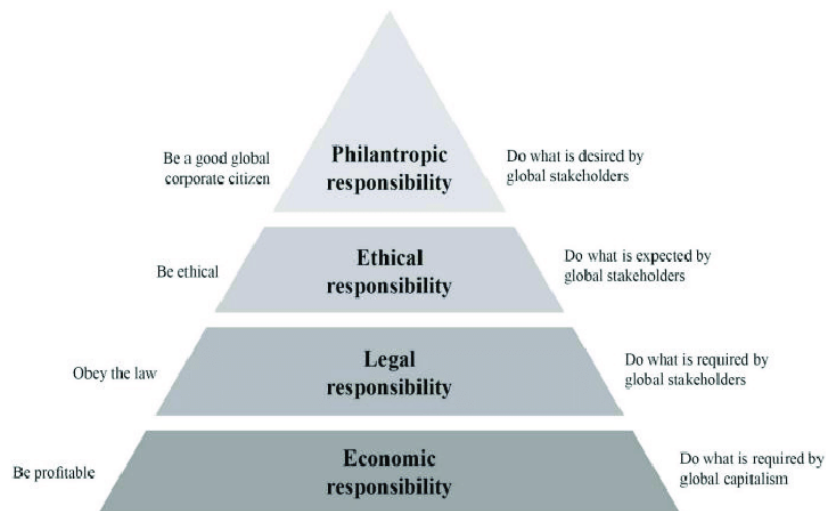 Be a good global
corporate citizen
Philantropic
responsibility
Do what is desired by
global stakeholders
Be ethical
Ethical
responsibility
Do what is expected by
global stakeholders
Obey the law
Legal
responsibility
Do what is required by
global stakeholders
Be profitable
Economic
responsibility
Do what is required by
global capitalism